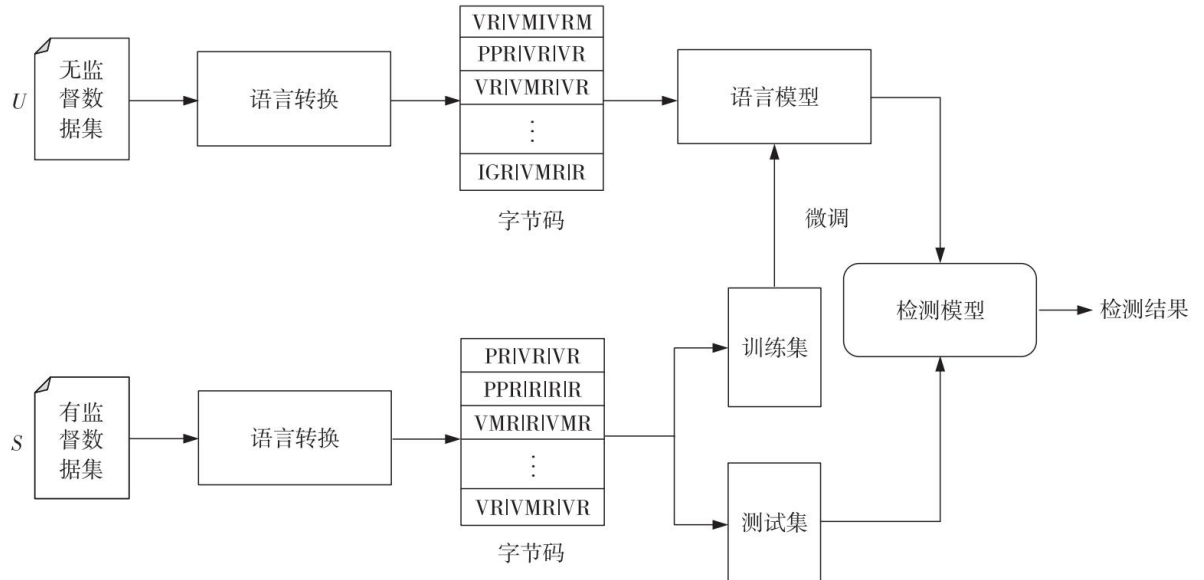 U
无监
督数
据集
语言转换
VR|VMIVRM
PPR|VR|VR
VR|VMR|VR
⋮
IGR|VMR|R
字节码
语言模型
微调
检测模型
检测结果
S
有监
督数
据集
语言转换
PR|VR|VR
PPR|R|R|R
VMR|R|VMR
⋮
VR|VMR|VR
字节码
训练集
测试集